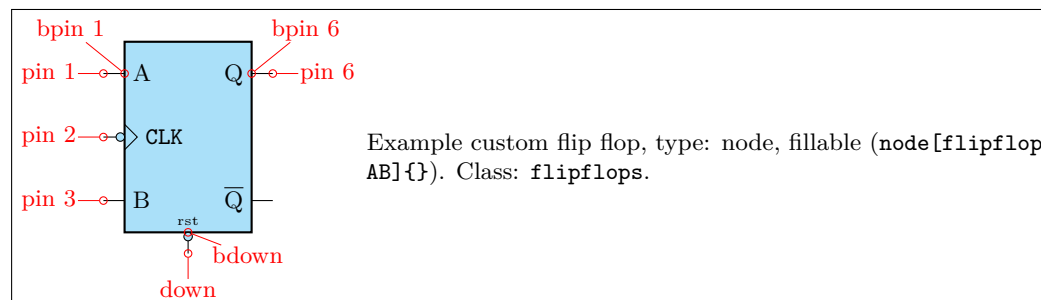 bpin 1
bpin 6
pin 1
A
Q
pin 6
pin 2
CLK
Example custom flip flop, type: node, fillable (node[flipflop
AB]{}). Class: flipflops.
pin 3
B
Q̅
rst
bdown
down